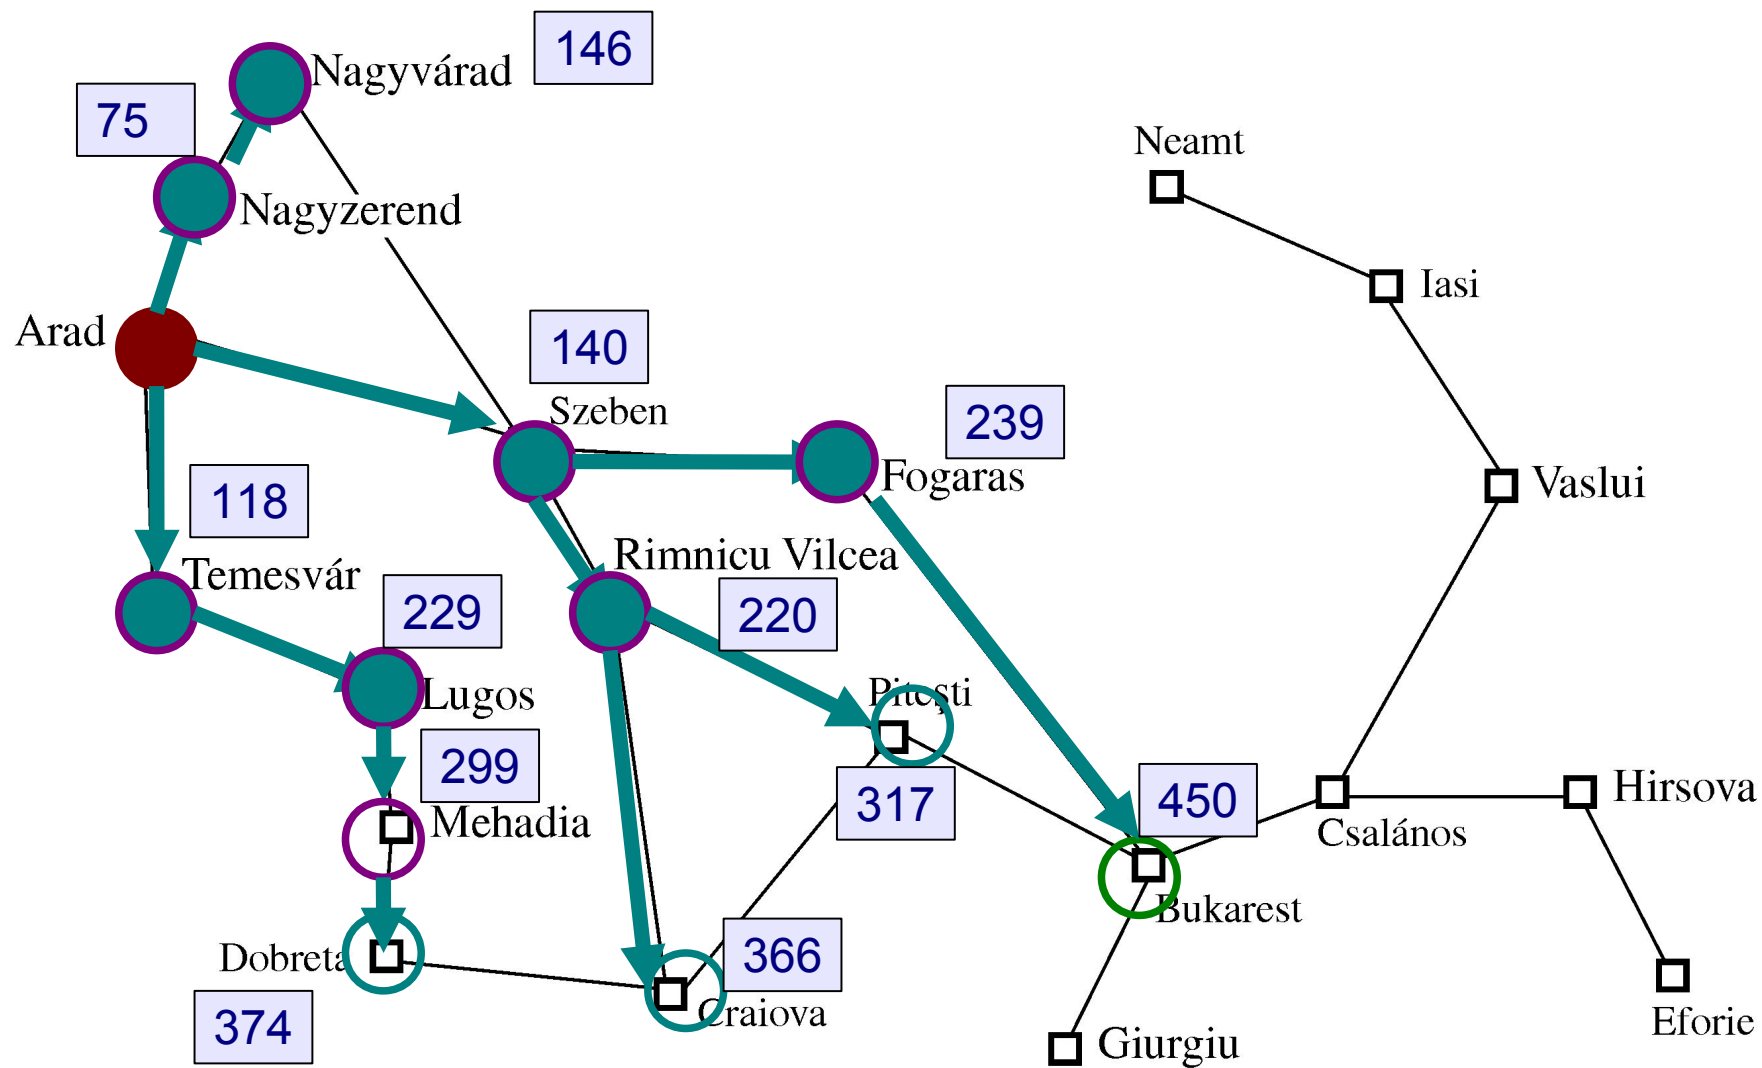 Nagyvárad
146
75
Neamt
Nagyzerend
Iasi
Arad
140
Szeben
239
Fogaras
Vaslui
118
Rimnicu Vilcea
Temesvár
229
220
Lugos
Piteşti
299
317
450
Hirsova
Mehadia
Csalános
Bukarest
Dobreta
366
374
Craiova
Eforie
Giurgiu